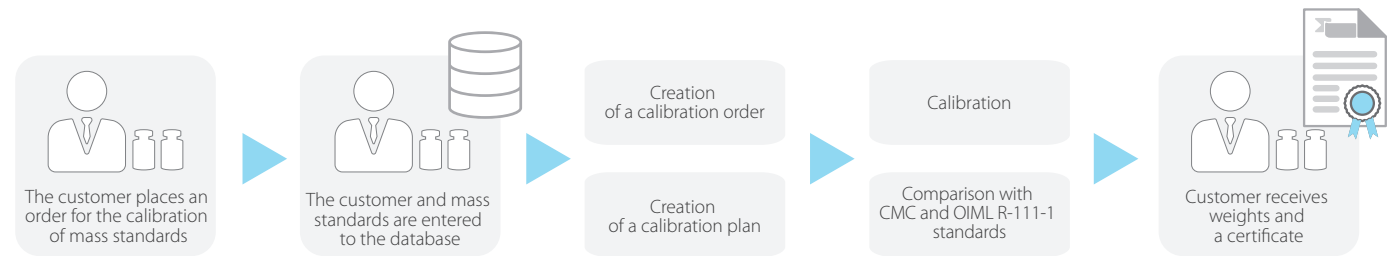 The customer places an
order for the calibration
of mass standards
The customer and mass
standards are entered
to the database
Creation
of a calibration order
Creation
of a calibration plan
Calibration
Comparison with
CMC and OIML R-111-1
standards
Customer receives
weights and
a certificate